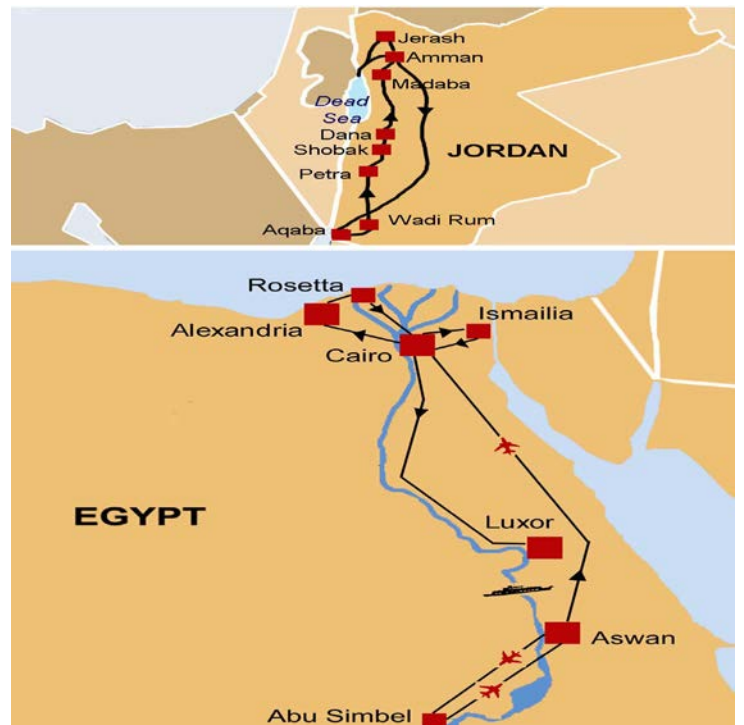 Jerash
Amman
Madaba
Dead
Sea
Dana
Shobak
JORDAN
Petra
Wadi Rum
Aqaba
Rosetta
Ismailia
Alexandria
Cairo
EGYPT
Luxor
Aswan
Abu Simbel